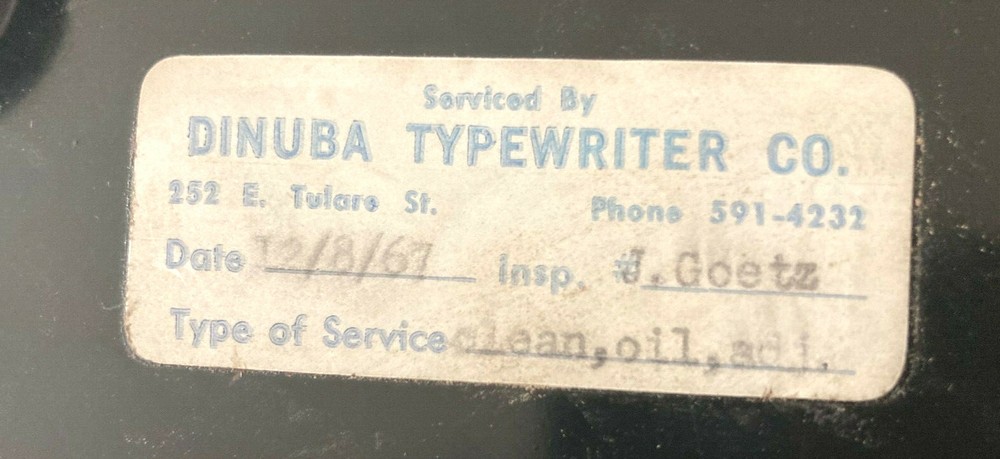 Serviced By
DINUBA TYPEWRITER CO.
252 E. Tulare St. Phone 591-4232
Date 12/8/67 insp. #J.Goetz
Type of Service clean,oil,adj.